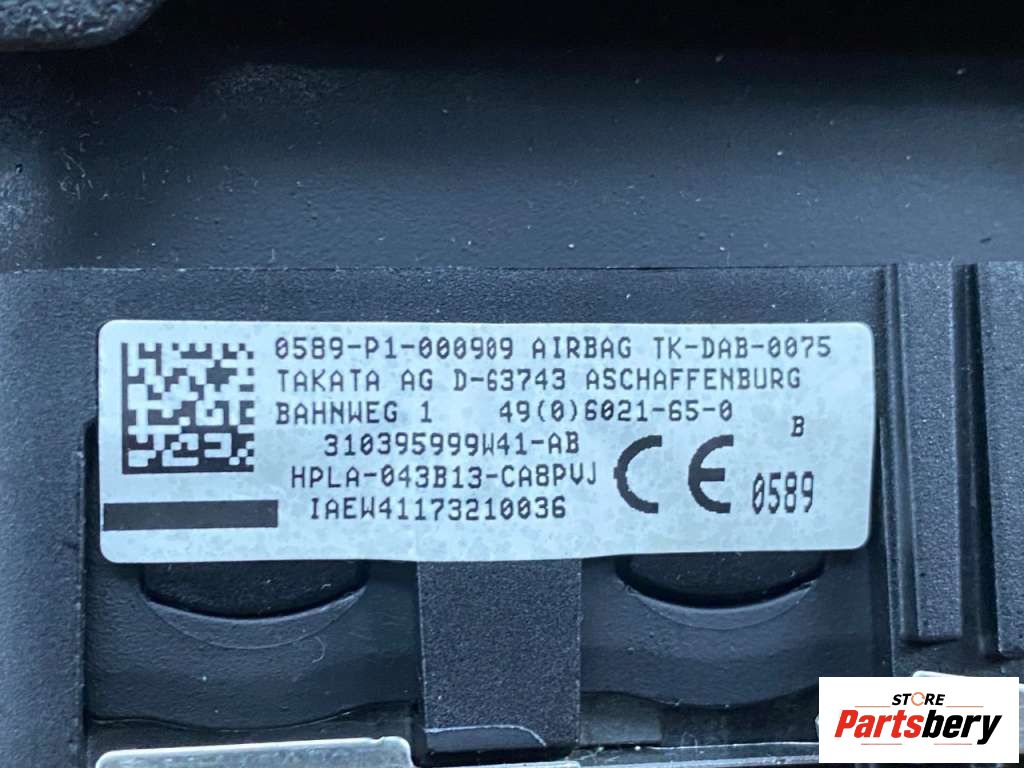 0589-P1-000909 AIRBAG TK-DAB-0075
TAKATA AG D-63743 ASCHAFFENBURG
BAHNWEG 1 49(0)6021-65-0
B
310395999W41-AB
HPLA-043B13-CA8PVJ
IAEW41173210036
CE 0589
STORE
Partsbery